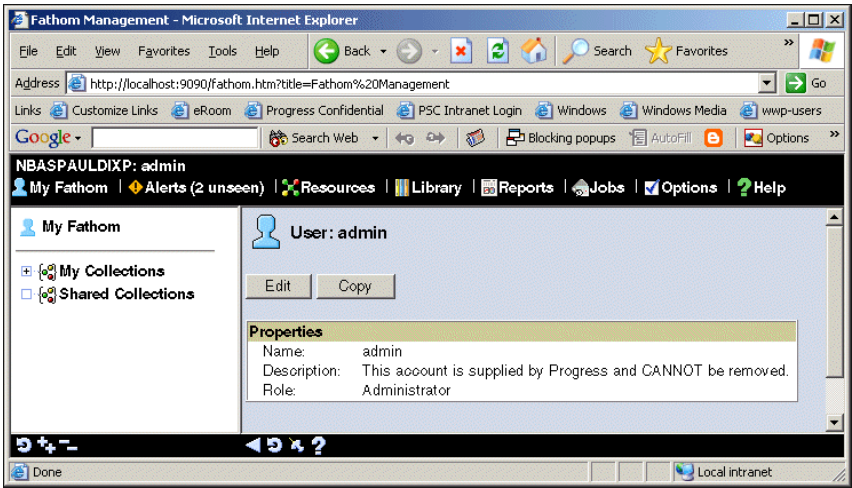 Fathom Management - Microsoft Internet Explorer
File Edit View Favorites Tools Help Back Search Favorites »
Address http://localhost:9090/fathom.htm?title=Fathom%20Management Go
Links Customize Links eRoom Progress Confidential PSC Intranet Login Windows Windows Media wwp-users
Google Search Web Blocking popups AutoFill Options »
NBASPAULDIXP: admin
My Fathom | Alerts (2 unseen) | Resources | Library | Reports | Jobs | Options | ? Help
My Fathom
User: admin
My Collections
Shared Collections
Edit Copy
Properties
Name: admin
Description: This account is supplied by Progress and CANNOT be removed.
Role: Administrator
?
Done Local intranet